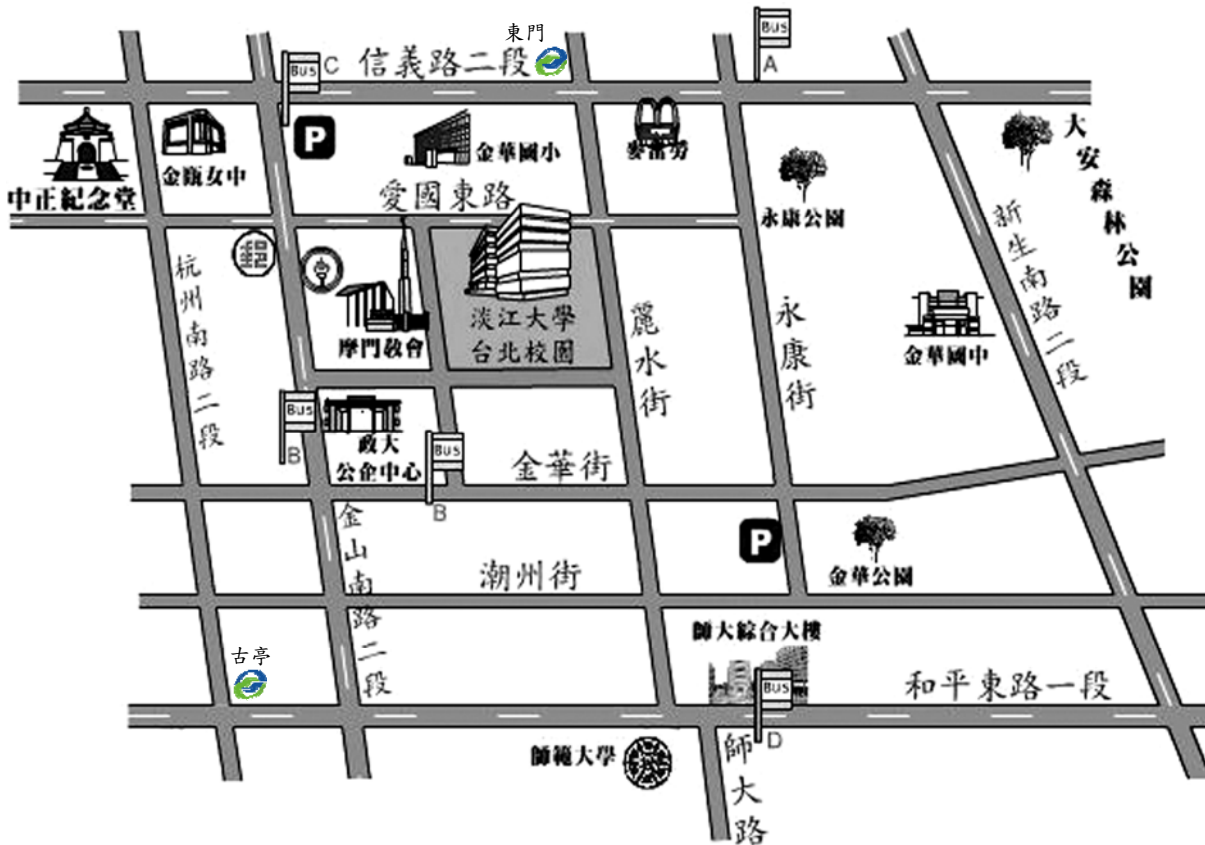 東門
BUS
A
BUS
C
信義路二段
P
中正紀念堂
金甌女中
金華國小
麥當勞
大安森林公園
愛國東路
永康公園
杭州南路二段
摩門教會
淡江大學
台北校園
麗水街
永康街
新生南路二段
金華國中
BUS
B
政大
公企中心
BUS
B
金華街
金山南路二段
P
潮州街
金華公園
師大綜合大樓
古亭
BUS
D
和平東路一段
師範大學
師大路